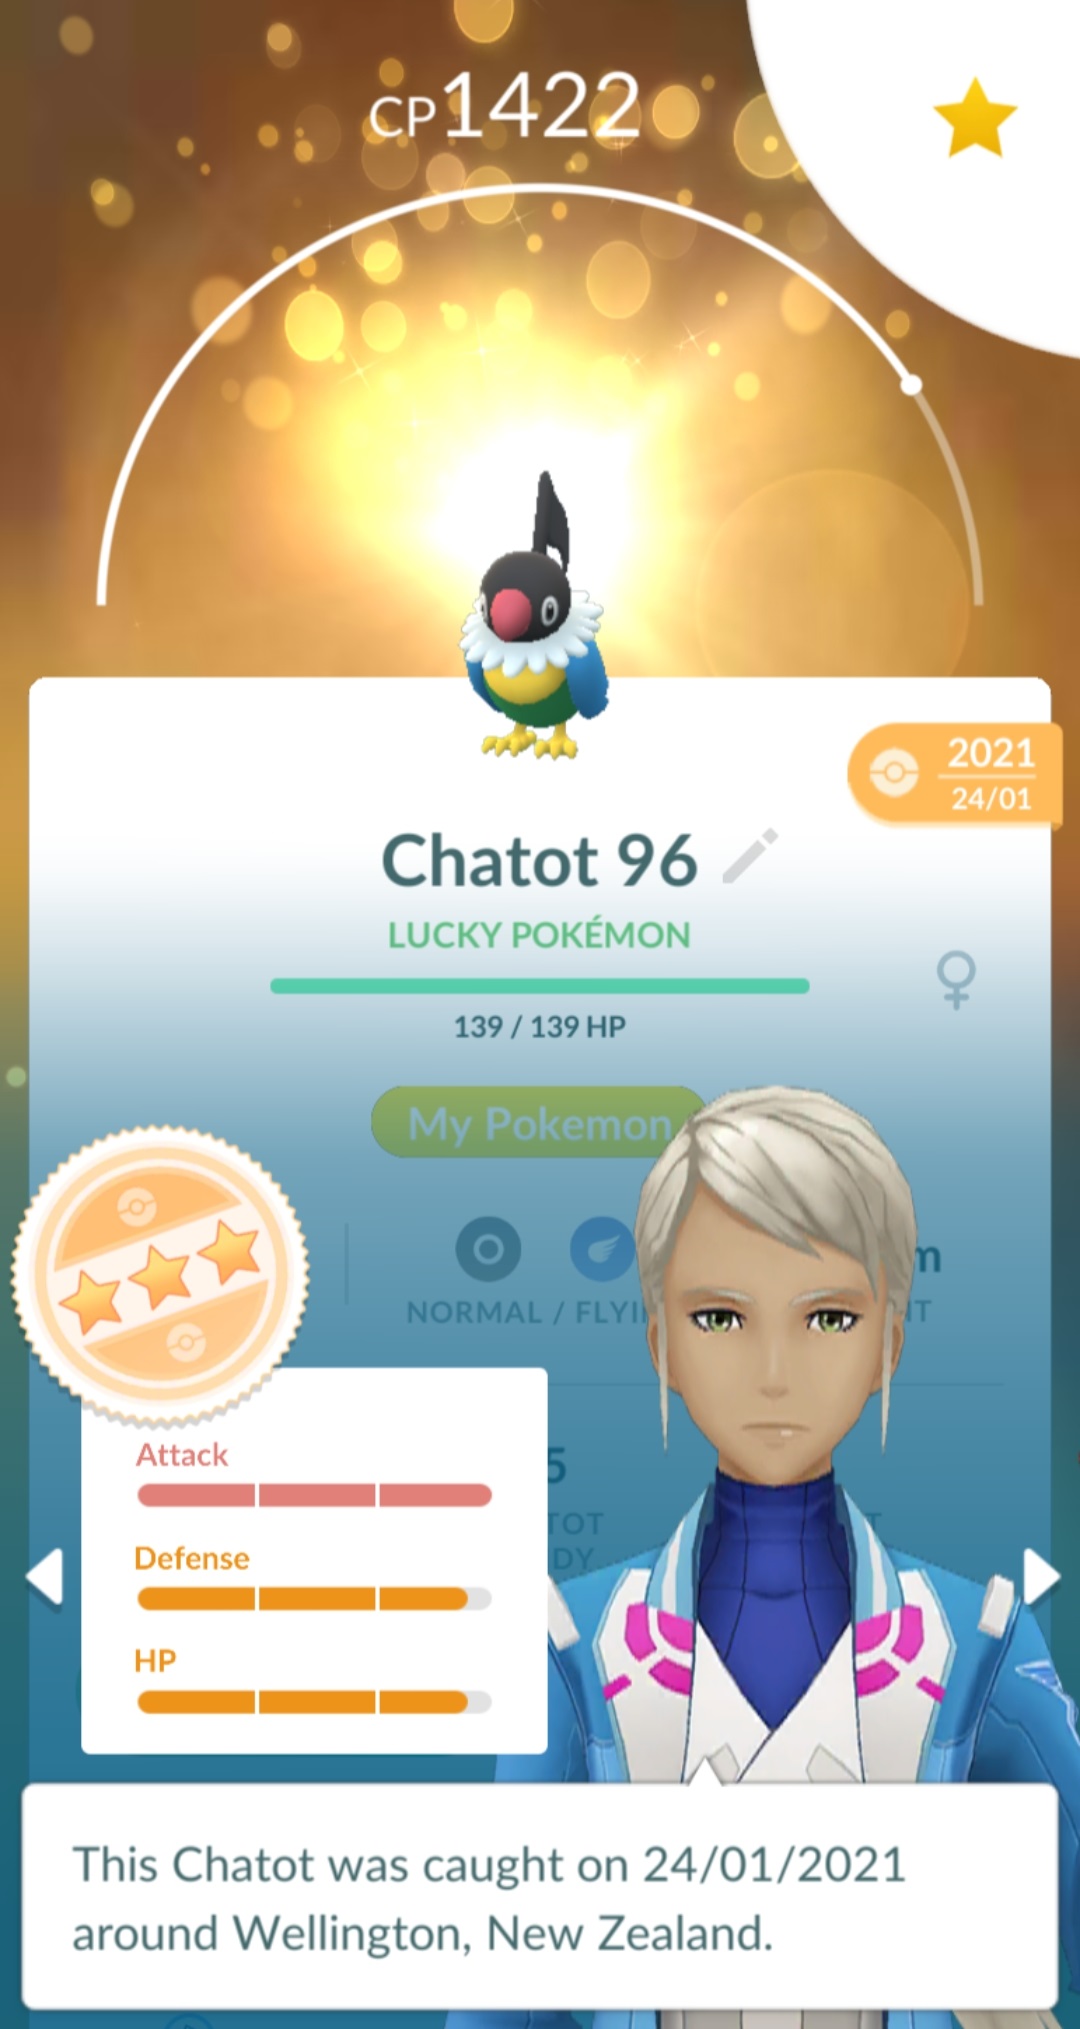 CP1422
2021
24/01
Chatot 96
LUCKY POKÉMON
139 / 139 HP
My Pokemon
NORMAL /
Attack
Defense
HP
This Chatot was caught on 24/01/2021
around Wellington, New Zealand.